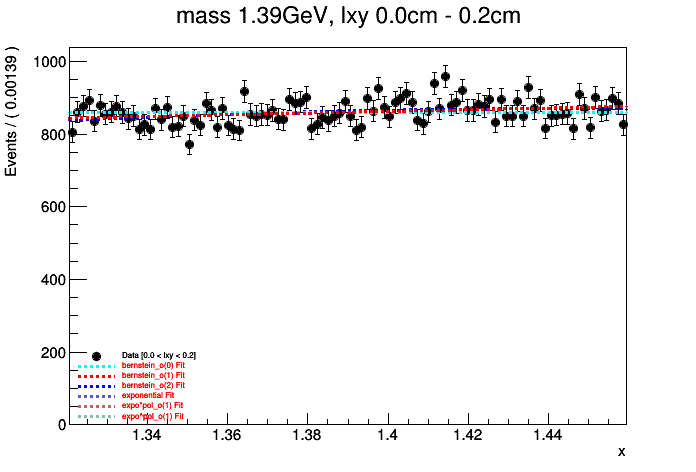 mass 1.39GeV, lxy 0.0cm - 0.2cm
Events / ( 0.00139 )
1000
800
600
400
200
0
Data [0.0 < lxy < 0.2]
bernstein_o(0) Fit
bernstein_o(1) Fit
bernstein_o(2) Fit
exponential Fit
expo*pol_o(1) Fit
expo*pol_o(1) Fit
1.34 1.36 1.38 1.4 1.42 1.44
x